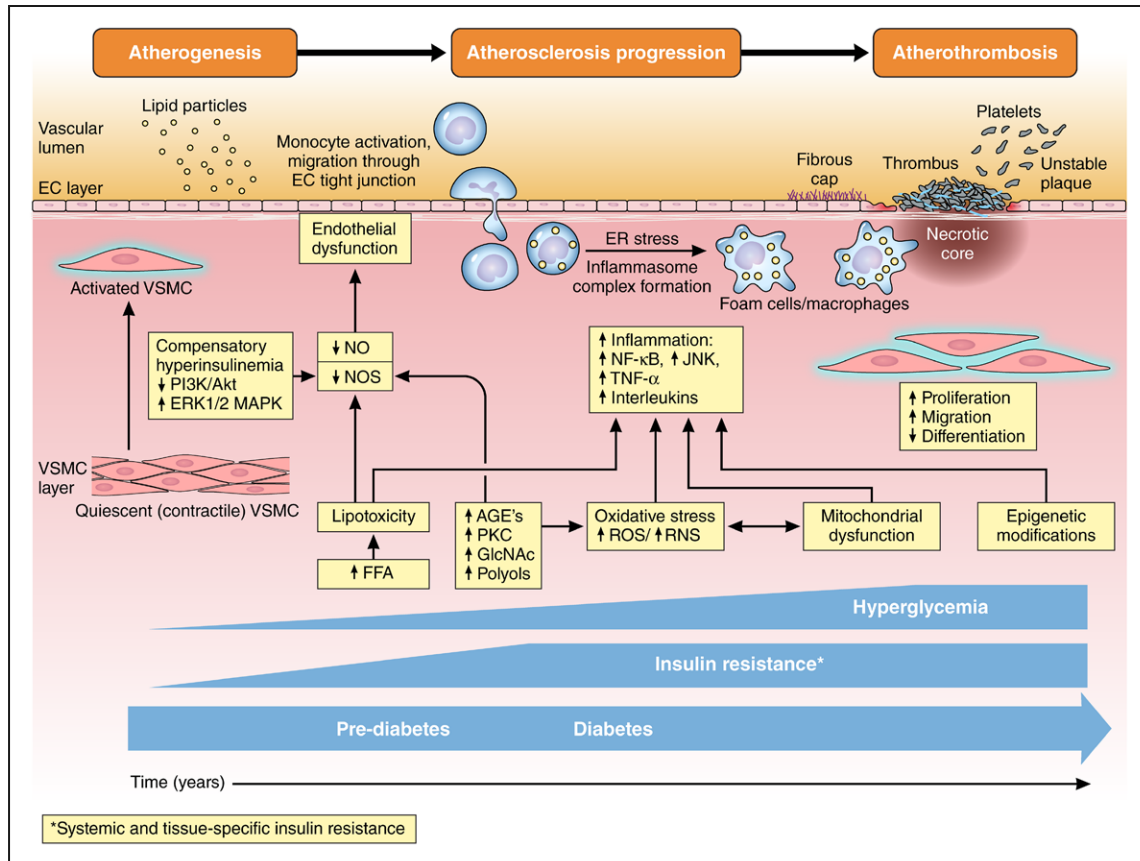 Atherogenesis
Atherosclerosis progression
Atherothrombosis
Lipid particles
Vascular
lumen
EC layer
Monocyte activation,
migration through
EC tight junction
Platelets
Fibrous
cap
Thrombus
Unstable
plaque
Endothelial
dysfunction
ER stress
Inflammasome
complex formation
Necrotic
core
Activated VSMC
Foam cells/macrophages
Compensatory
hyperinsulinemia
↓ PI3K/Akt
↑ ERK1/2 MAPK
↓ NO
↓ NOS
↑ Inflammation:
↑ NF-κB, ↑ JNK,
↑ TNF-α
↑ Interleukins
↑ Proliferation
↑ Migration
↓ Differentiation
VSMC
layer
Quiescent (contractile) VSMC
Lipotoxicity
↑ FFA
↑ AGE's
↑ PKC
↑ GlcNAc
↑ Polyols
Oxidative stress
↑ ROS/ ↑ RNS
Mitochondrial
dysfunction
Epigenetic
modifications
Hyperglycemia
Insulin resistance*
Pre-diabetes
Diabetes
Time (years)
*Systemic and tissue-specific insulin resistance